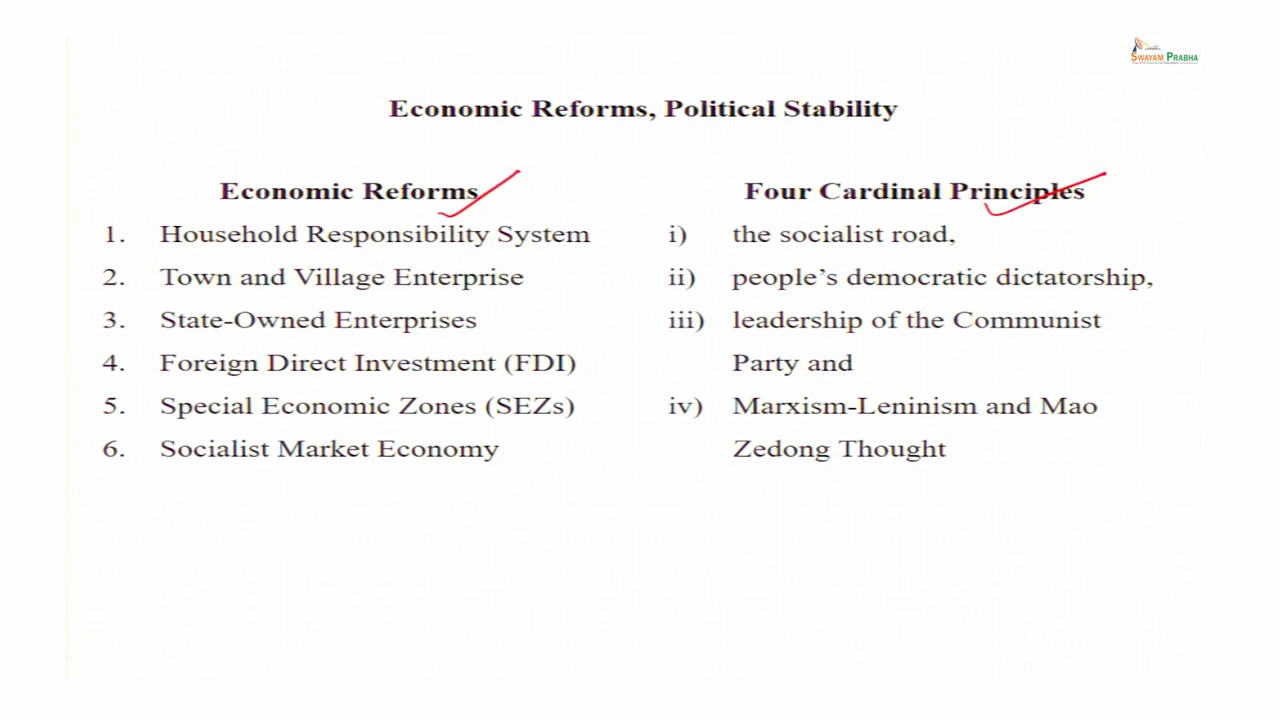 SWAYAM PRABHA
Economic Reforms, Political Stability
Economic Reforms
1. Household Responsibility System
2. Town and Village Enterprise
3. State-Owned Enterprises
4. Foreign Direct Investment (FDI)
5. Special Economic Zones (SEZs)
6. Socialist Market Economy
Four Cardinal Principles
i) the socialist road,
ii) people's democratic dictatorship,
iii) leadership of the Communist
Party and
iv) Marxism-Leninism and Mao
Zedong Thought